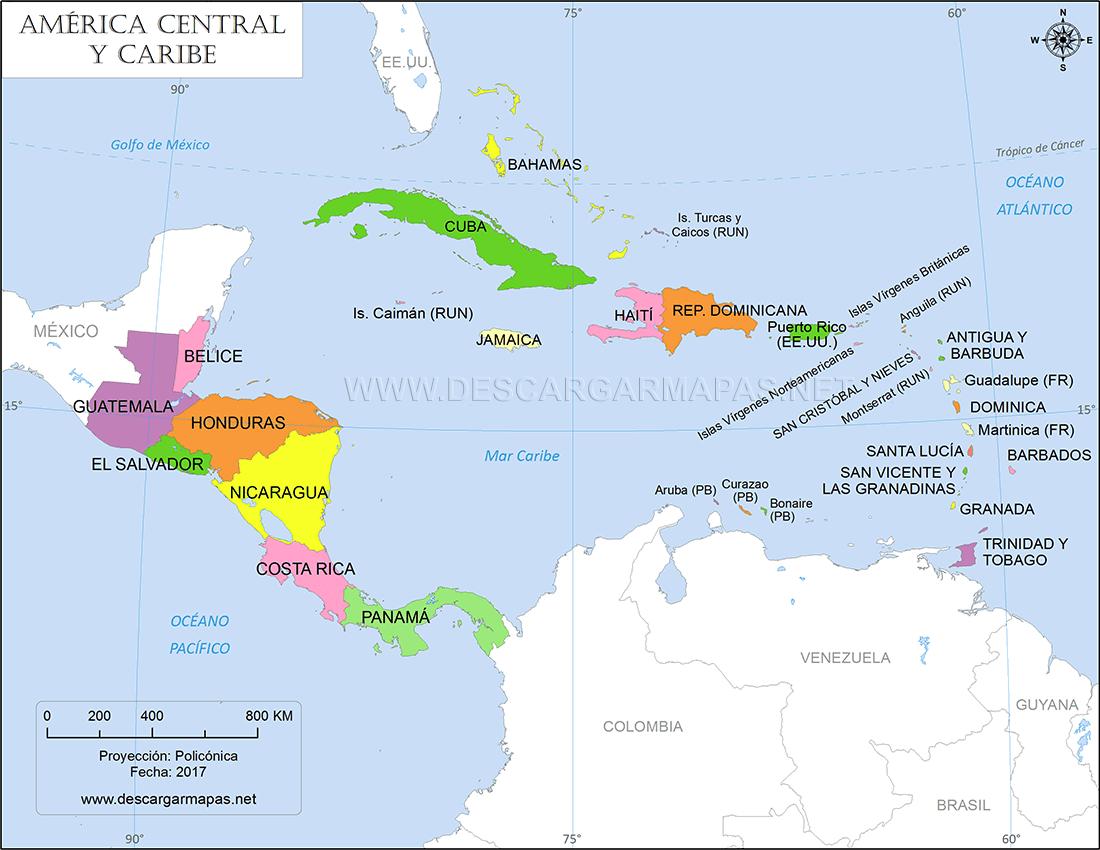 AMÉRICA CENTRAL
Y CARIBE
75°
60°
N
W
E
S
EE.UU.
90°
Golfo de México
Trópico de Cáncer
BAHAMAS
OCÉANO
ATLÁNTICO
CUBA
Is. Turcas y
Caicos (RUN)
Islas Vírgenes Británicas
Anguila (RUN)
Is. Caimán (RUN)
HAITÍ
REP. DOMINICANA
Puerto Rico
(EE.UU.)
MÉXICO
JAMAICA
ANTIGUA Y
BARBUDA
BELICE
Islas Vírgenes Norteamericanas
SAN CRISTÓBAL Y NIEVES
Montserrat (RUN)
Guadalupe (FR)
WWW.DESCARGARMAPAS.NET
15°
GUATEMALA
DOMINICA
15°
HONDURAS
Martinica (FR)
EL SALVADOR
Mar Caribe
SANTA LUCÍA
BARBADOS
SAN VICENTE Y
LAS GRANADINAS
NICARAGUA
Aruba (PB)
Curazao
(PB)
Bonaire
(PB)
GRANADA
TRINIDAD Y
TOBAGO
COSTA RICA
PANAMÁ
OCÉANO
PACÍFICO
VENEZUELA
COLOMBIA
GUYANA
BRASIL
0 200 400 800 KM
Proyección: Policónica
Fecha: 2017
www.descargarmapas.net
90°
75°
60°